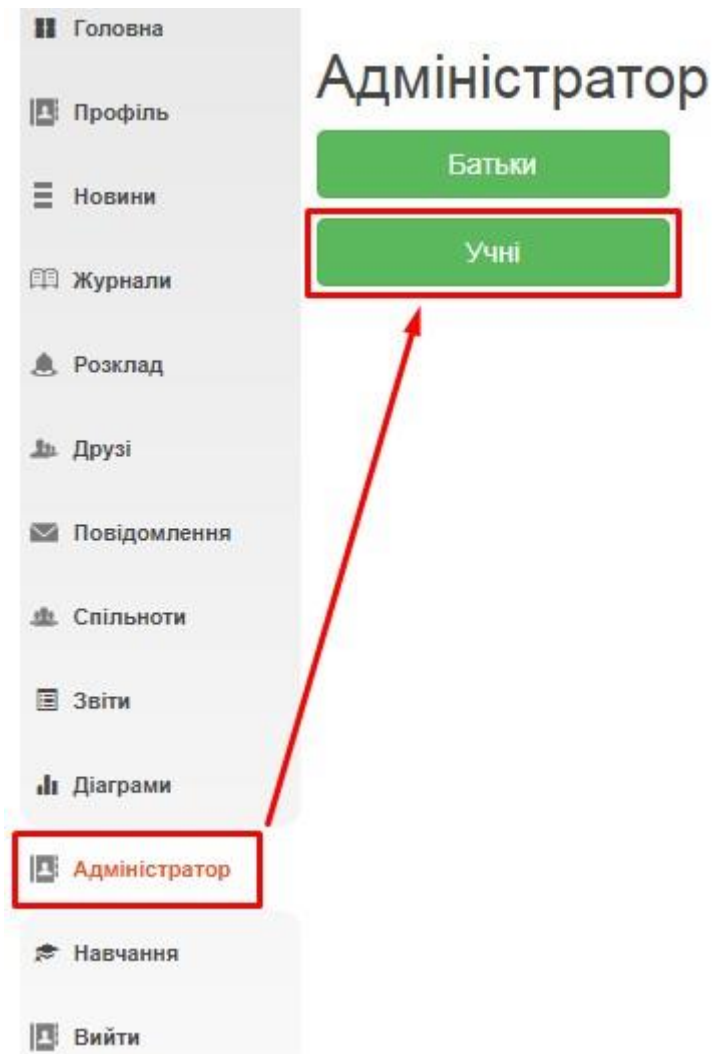 Головна
Профіль
Новини
Журнали
Розклад
Друзі
Повідомлення
Спільноти
Звіти
Діаграми
Адміністратор
Навчання
Вийти
Адміністратор
Батьки
Учні